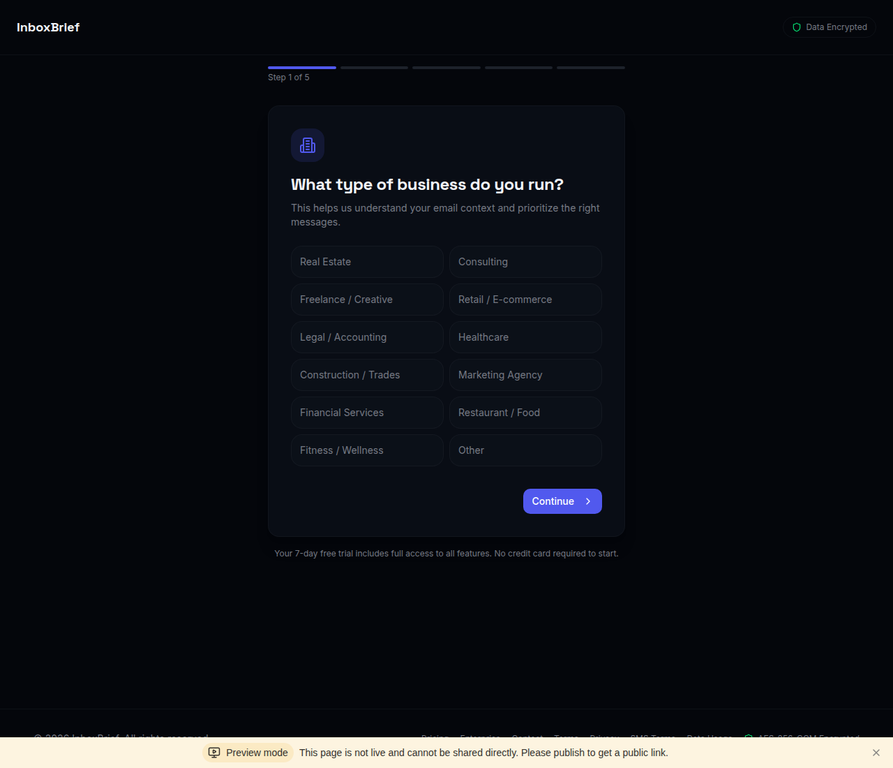 InboxBrief
Data Encrypted
Step 1 of 5
What type of business do you run?
This helps us understand your email context and prioritize the right
messages.
Real Estate
Consulting
Freelance / Creative
Retail / E-commerce
Legal / Accounting
Healthcare
Construction / Trades
Marketing Agency
Financial Services
Restaurant / Food
Fitness / Wellness
Other
Continue
Your 7-day free trial includes full access to all features. No credit card required to start.
Preview mode
This page is not live and cannot be shared directly. Please publish to get a public link.